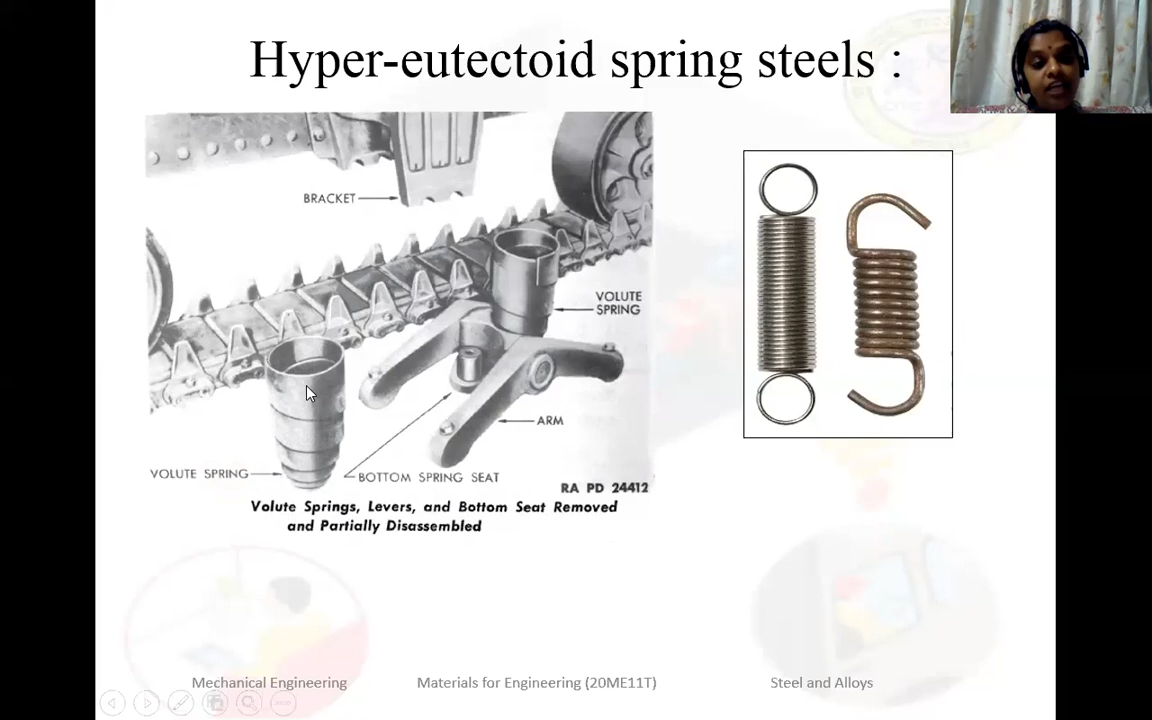 Hyper-eutectoid spring steels :
BRACKET
VOLUTE
SPRING
ARM
VOLUTE SPRING
BOTTOM SPRING SEAT
RA PD 24412
Volute Springs, Levers, and Bottom Seat Removed
and Partially Disassembled
Mechanical Engineering
Materials for Engineering (20ME11T)
Steel and Alloys